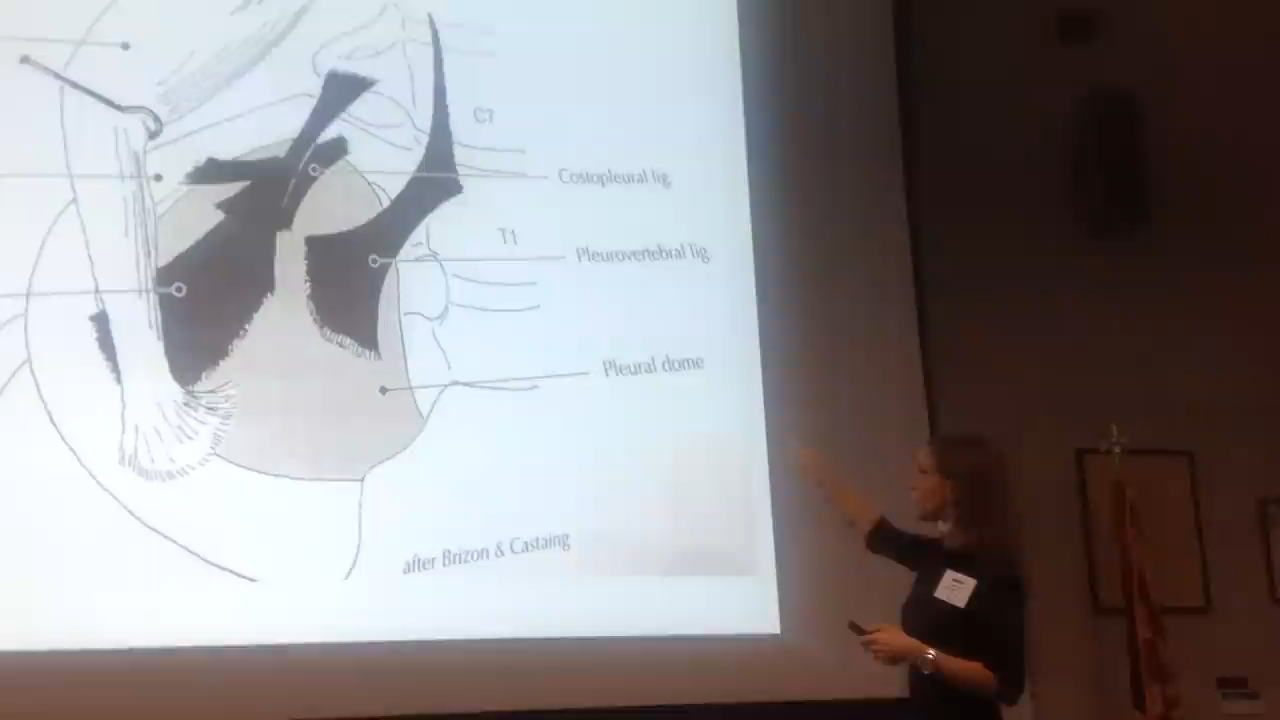 C7
Costopleural lig.
T1
Pleurovertebral lig.
Pleural dome
after Brizon & Castaing